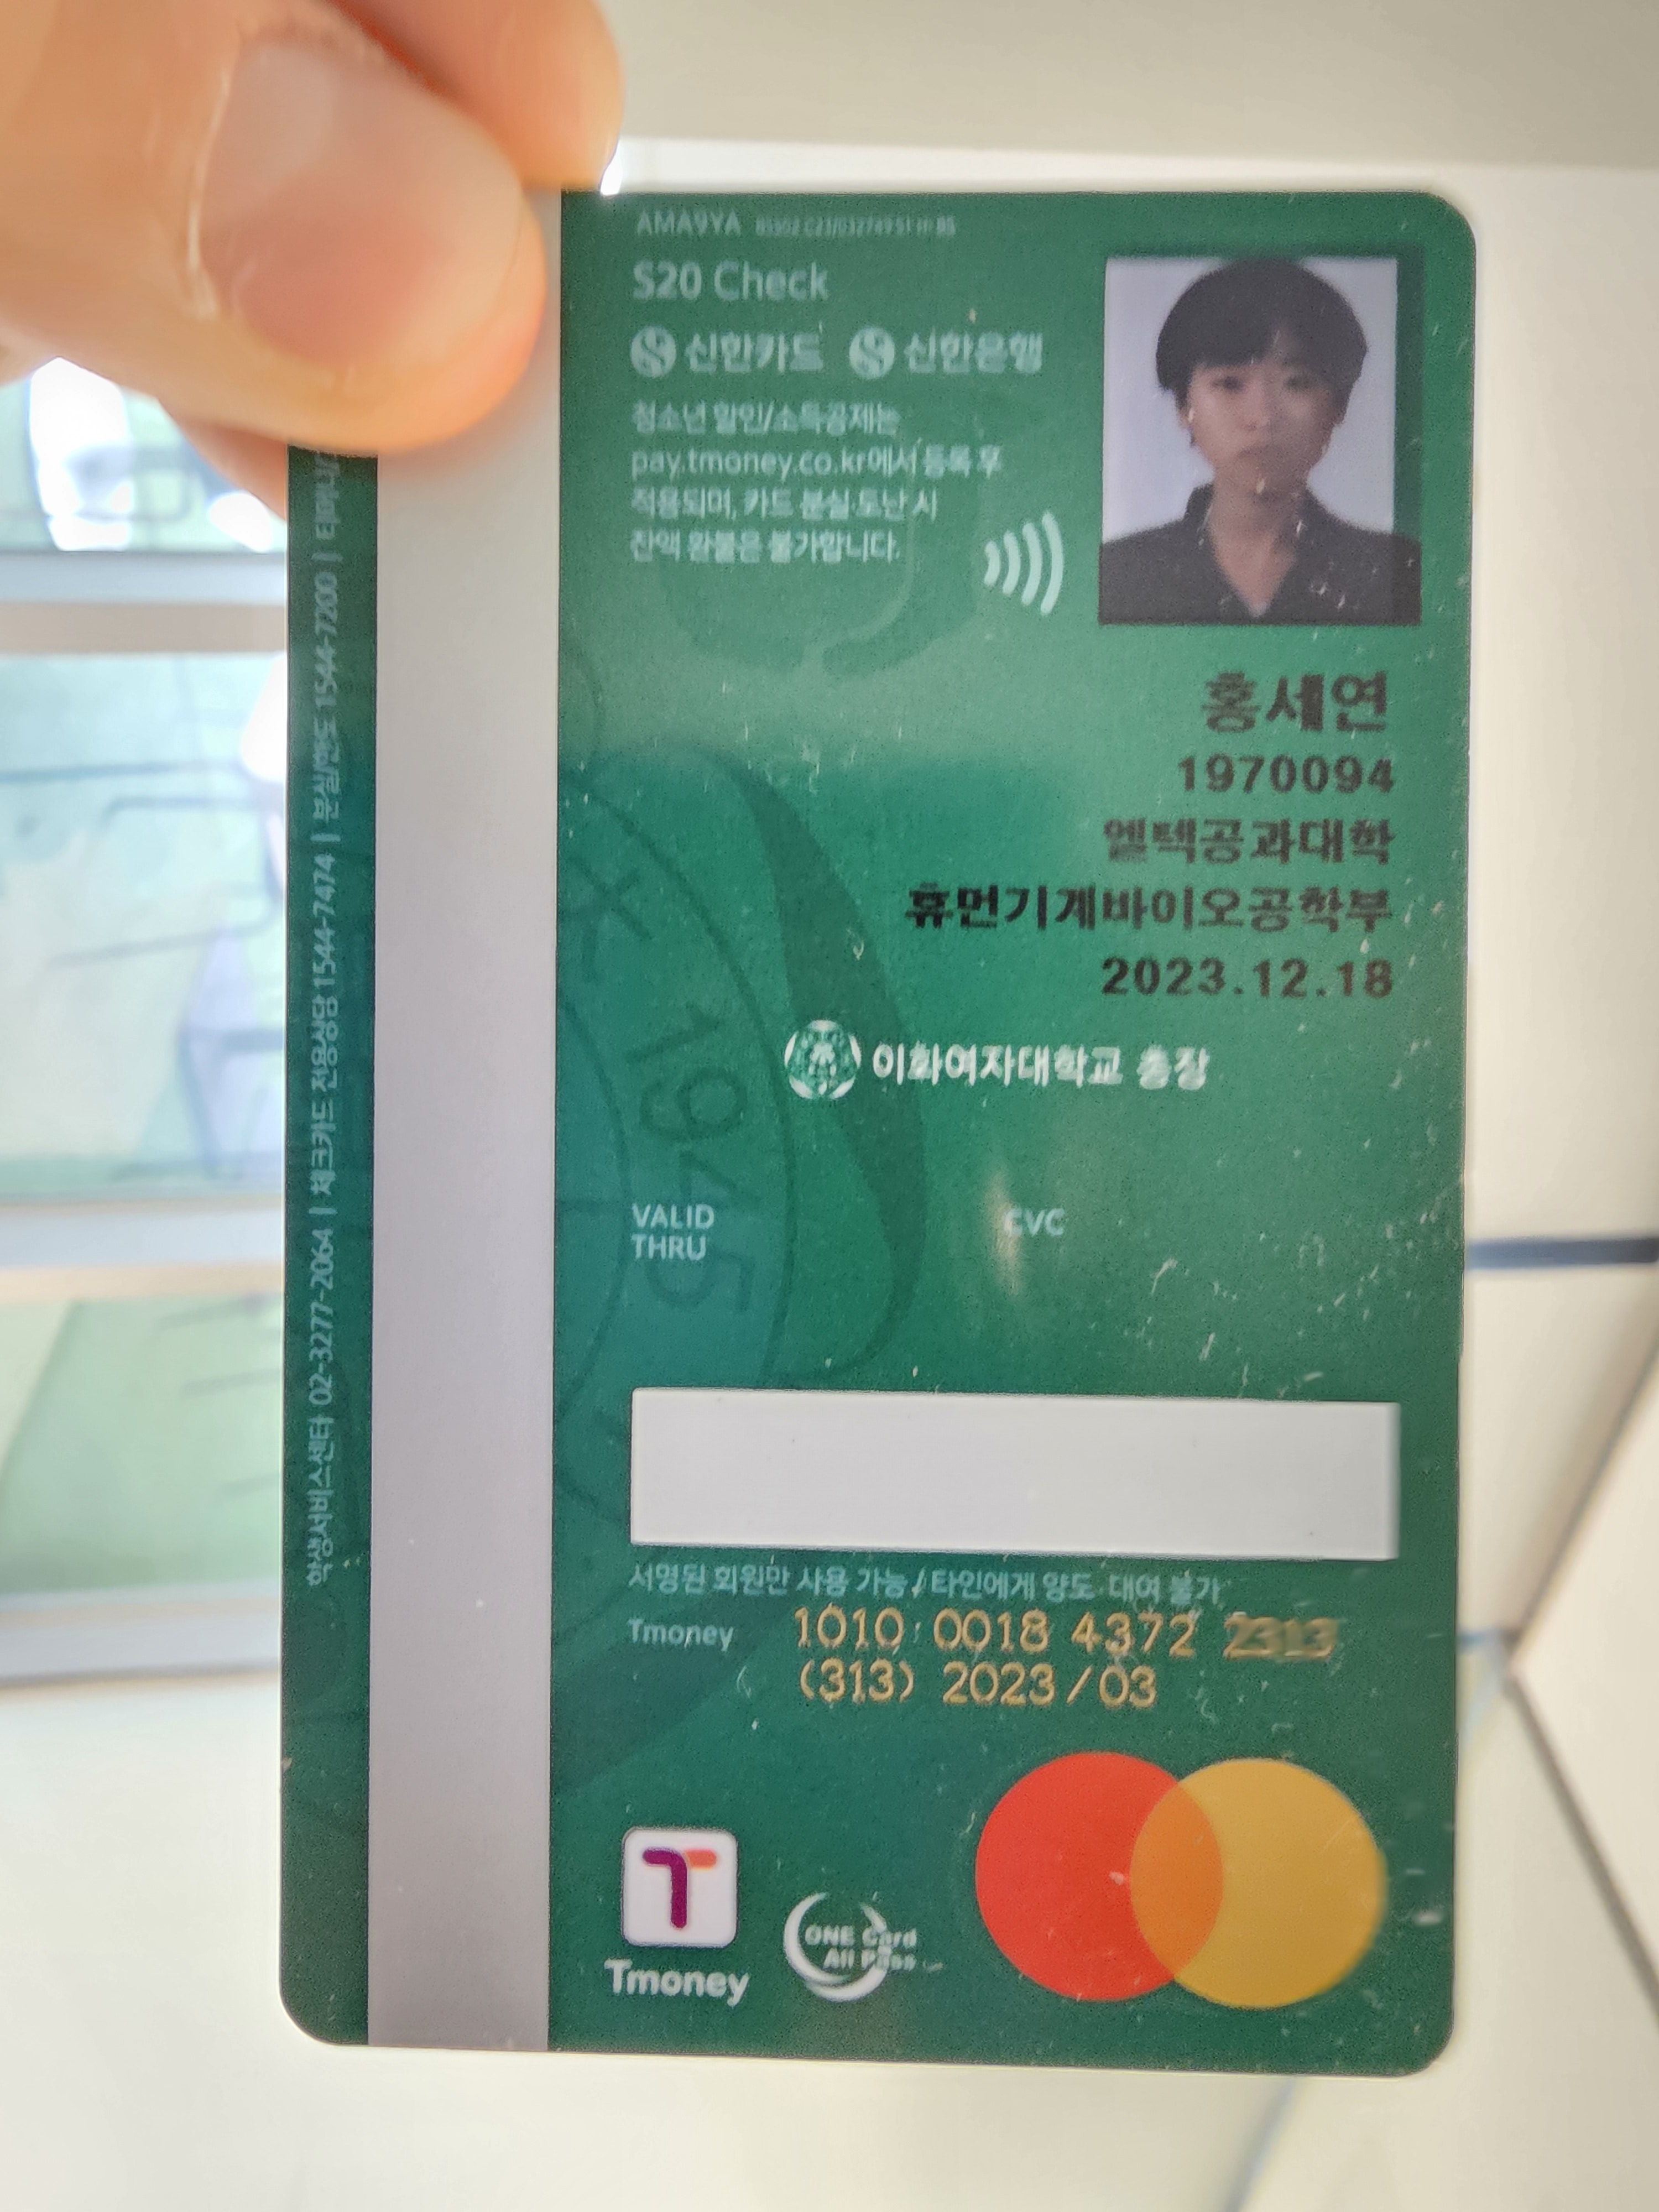 AMA9YA
S20 Check
신한카드 신한은행
청소년 할인/소득공제는
pay.tmoney.co.kr에서 등록 후
적용되며, 카드 분실·도난 시
잔액 환불은 불가합니다.
홍세연
1970094
엘텍공과대학
휴먼기계바이오공학부
2023.12.18
이화여자대학교 총장
1945
VALID
THRU
CVC
서명된 회원만 사용 가능 / 타인에게 양도·대여 불가
Tmoney 1010 0018 4372 2313
(313) 2023/03
Tmoney
ONE Card
All Pass
학생서비스센터 02-3277-2064 | 체크카드 전용상담 1544-7474 | 분실/한도 1544-7200 | 티머니